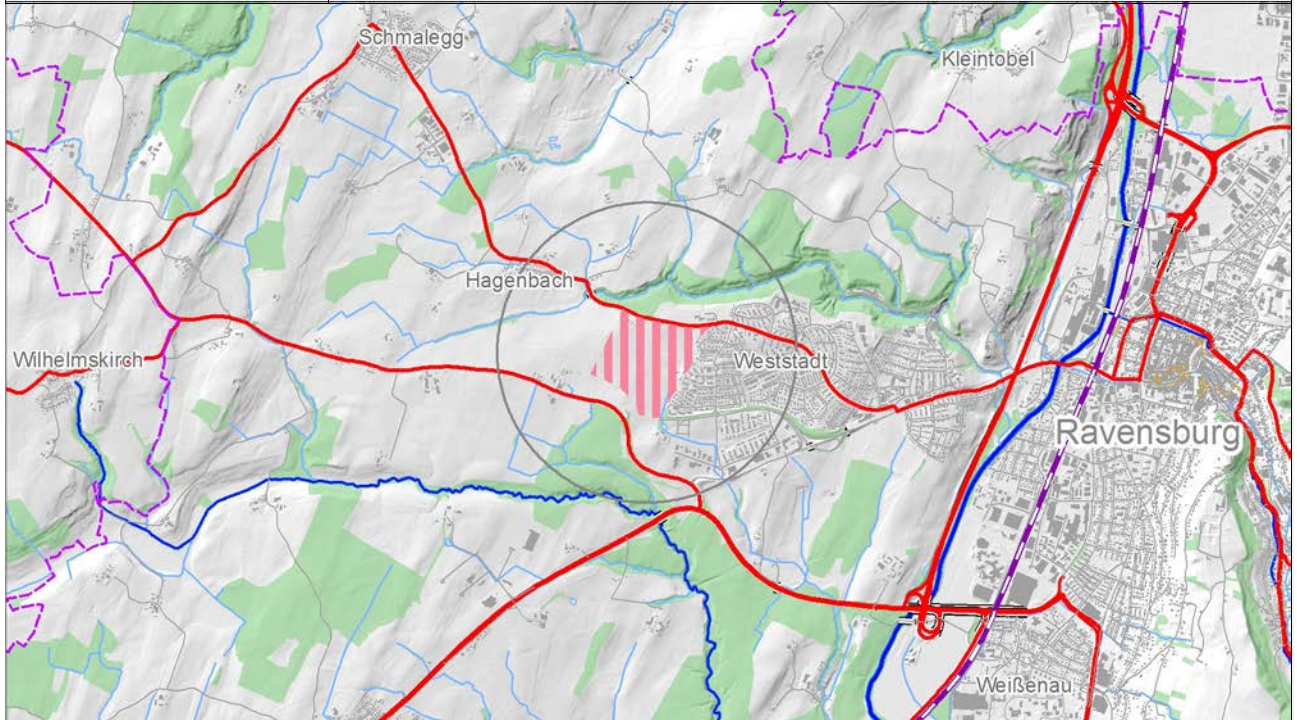 Schmalegg
Kleintobel
Hagenbach
Wilhelmskirch
Weststadt
Ravensburg
Weißenau